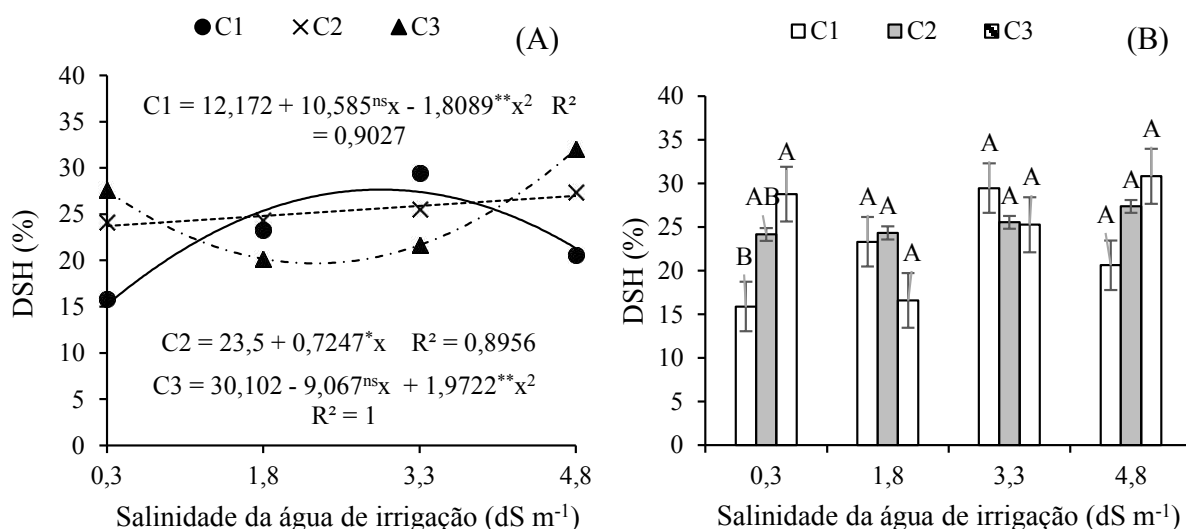 C1 C2 C3
(A)
DSH (%)
40
35
30
25
20
15
10
5
0
C1 = 12,172 + 10,585ⁿˢx - 1,8089**x² R²
= 0,9027
C2 = 23,5 + 0,7247*x R² = 0,8956
C3 = 30,102 - 9,067ⁿˢx + 1,9722**x²
R² = 1
0,3 1,8 3,3 4,8
Salinidade da água de irrigação (dS m⁻¹)
C1 C2 C3
(B)
DSH (%)
40
35
30
25
20
15
10
5
0
B AB A A A A A A A A A A
0,3 1,8 3,3 4,8
Salinidade da água de irrigação (dS m⁻¹)